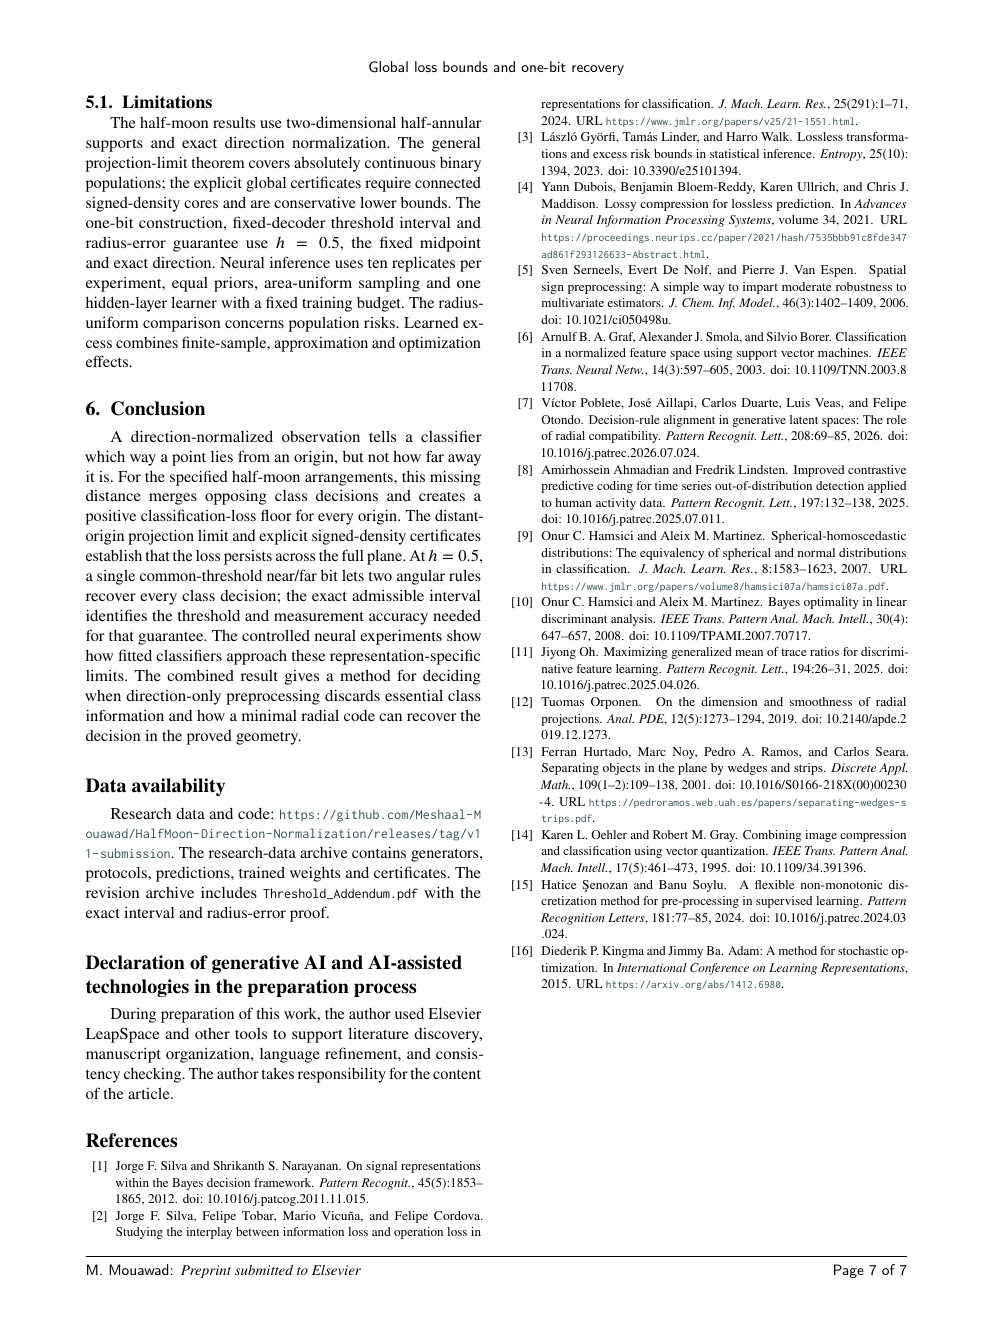 Global loss bounds and one-bit recovery
5.1. Limitations
The half-moon results use two-dimensional half-annular
supports and exact direction normalization. The general
projection-limit theorem covers absolutely continuous binary
populations; the explicit global certificates require connected
signed-density cores and are conservative lower bounds. The
one-bit construction, fixed-decoder threshold interval and
radius-error guarantee use h = 0.5, the fixed midpoint
and exact direction. Neural inference uses ten replicates per
experiment, equal priors, area-uniform sampling and one
hidden-layer learner with a fixed training budget. The radius-
uniform comparison concerns population risks. Learned ex-
cess combines finite-sample, approximation and optimization
effects.
6. Conclusion
A direction-normalized observation tells a classifier
which way a point lies from an origin, but not how far away
it is. For the specified half-moon arrangements, this missing
distance merges opposing class decisions and creates a
positive classification-loss floor for every origin. The distant-
origin projection limit and explicit signed-density certificates
establish that the loss persists across the full plane. At h = 0.5,
a single common-threshold near/far bit lets two angular rules
recover every class decision; the exact admissible interval
identifies the threshold and measurement accuracy needed
for that guarantee. The controlled neural experiments show
how fitted classifiers approach these representation-specific
limits. The combined result gives a method for deciding
when direction-only preprocessing discards essential class
information and how a minimal radial code can recover the
decision in the proved geometry.
Data availability
Research data and code: https://github.com/Meshaal-M
ouawad/HalfMoon-Direction-Normalization/releases/tag/v1
1-submission. The research-data archive contains generators,
protocols, predictions, trained weights and certificates. The
revision archive includes Threshold_Addendum.pdf with the
exact interval and radius-error proof.
Declaration of generative AI and AI-assisted
technologies in the preparation process
During preparation of this work, the author used Elsevier
LeapSpace and other tools to support literature discovery,
manuscript organization, language refinement, and consis-
tency checking. The author takes responsibility for the content
of the article.
References
[1] Jorge F. Silva and Shrikanth S. Narayanan. On signal representations
within the Bayes decision framework. Pattern Recognit., 45(5):1853–
1865, 2012. doi: 10.1016/j.patcog.2011.11.015.
[2] Jorge F. Silva, Felipe Tobar, Mario Vicuña, and Felipe Cordova.
Studying the interplay between information loss and operation loss in
representations for classification. J. Mach. Learn. Res., 25(291):1–71,
2024. URL https://www.jmlr.org/papers/v25/21-1551.html.
[3] László Györfi, Tamás Linder, and Harro Walk. Lossless transforma-
tions and excess risk bounds in statistical inference. Entropy, 25(10):
1394, 2023. doi: 10.3390/e25101394.
[4] Yann Dubois, Benjamin Bloem-Reddy, Karen Ullrich, and Chris J.
Maddison. Lossy compression for lossless prediction. In Advances
in Neural Information Processing Systems, volume 34, 2021. URL
https://proceedings.neurips.cc/paper/2021/hash/7535bbb91c8fde347
ad861f293126633-Abstract.html.
[5] Sven Serneels, Evert De Nolf, and Pierre J. Van Espen. Spatial
sign preprocessing: A simple way to impart moderate robustness to
multivariate estimators. J. Chem. Inf. Model., 46(3):1402–1409, 2006.
doi: 10.1021/ci050498u.
[6] Arnulf B. A. Graf, Alexander J. Smola, and Silvio Borer. Classification
in a normalized feature space using support vector machines. IEEE
Trans. Neural Netw., 14(3):597–605, 2003. doi: 10.1109/TNN.2003.8
11708.
[7] Víctor Poblete, José Aillapi, Carlos Duarte, Luis Veas, and Felipe
Otondo. Decision-rule alignment in generative latent spaces: The role
of radial compatibility. Pattern Recognit. Lett., 208:69–85, 2026. doi:
10.1016/j.patrec.2026.07.024.
[8] Amirhossein Ahmadian and Fredrik Lindsten. Improved contrastive
predictive coding for time series out-of-distribution detection applied
to human activity data. Pattern Recognit. Lett., 197:132–138, 2025.
doi: 10.1016/j.patrec.2025.07.011.
[9] Onur C. Hamsici and Aleix M. Martinez. Spherical-homoscedastic
distributions: The equivalency of spherical and normal distributions
in classification. J. Mach. Learn. Res., 8:1583–1623, 2007. URL
https://www.jmlr.org/papers/volume8/hamsici07a/hamsici07a.pdf.
[10] Onur C. Hamsici and Aleix M. Martinez. Bayes optimality in linear
discriminant analysis. IEEE Trans. Pattern Anal. Mach. Intell., 30(4):
647–657, 2008. doi: 10.1109/TPAMI.2007.70717.
[11] Jiyong Oh. Maximizing generalized mean of trace ratios for discrimi-
native feature learning. Pattern Recognit. Lett., 194:26–31, 2025. doi:
10.1016/j.patrec.2025.04.026.
[12] Tuomas Orponen. On the dimension and smoothness of radial
projections. Anal. PDE, 12(5):1273–1294, 2019. doi: 10.2140/apde.2
019.12.1273.
[13] Ferran Hurtado, Marc Noy, Pedro A. Ramos, and Carlos Seara.
Separating objects in the plane by wedges and strips. Discrete Appl.
Math., 109(1–2):109–138, 2001. doi: 10.1016/S0166-218X(00)00230
-4. URL https://pedroramos.web.uah.es/papers/separating-wedges-s
trips.pdf.
[14] Karen L. Oehler and Robert M. Gray. Combining image compression
and classification using vector quantization. IEEE Trans. Pattern Anal.
Mach. Intell., 17(5):461–473, 1995. doi: 10.1109/34.391396.
[15] Hatice Şenozan and Banu Soylu. A flexible non-monotonic dis-
cretization method for pre-processing in supervised learning. Pattern
Recognition Letters, 181:77–85, 2024. doi: 10.1016/j.patrec.2024.03
.024.
[16] Diederik P. Kingma and Jimmy Ba. Adam: A method for stochastic op-
timization. In International Conference on Learning Representations,
2015. URL https://arxiv.org/abs/1412.6980.
M. Mouawad: Preprint submitted to Elsevier
Page 7 of 7